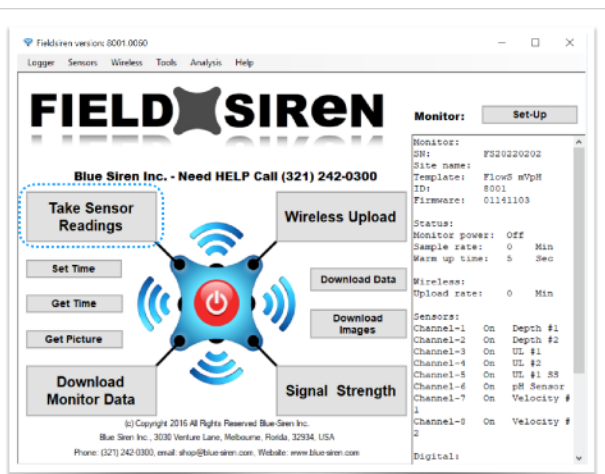 Fieldsiren version: 8001.0060
Logger Sensors Wireless Tools Analysis Help
FIELD SIReN
Monitor: Set-Up
Blue Siren Inc. - Need HELP Call (321) 242-0300
Take Sensor
Readings
Wireless Upload
Set Time
Download Data
Get Time
Download
Images
Get Picture
Download
Monitor Data
Signal Strength
(c) Copyright 2016 All Rights Reserved Blue-Siren Inc.
Blue Siren Inc., 3030 Venture Lane, Melbourne, Florida, 32934, USA
Phone: (321) 242-0300, email: shop@blue-siren.com, Website: www.blue-siren.com
Monitor:
SN: FS20220202
Site name:
Template: FlowS mVpH
ID: 8001
Firmware: 01141103
Status:
Monitor power: Off
Sample rate: 0 Min
Warm up time: 5 Sec
Wireless:
Upload rate: 0 Min
Sensors:
Channel-1 On Depth #1
Channel-2 On Depth #2
Channel-3 On UL #1
Channel-4 On UL #2
Channel-5 On UL #1 SS
Channel-6 On pH Sensor
Channel-7 On Velocity #
1
Channel-8 On Velocity #
2
Digital: